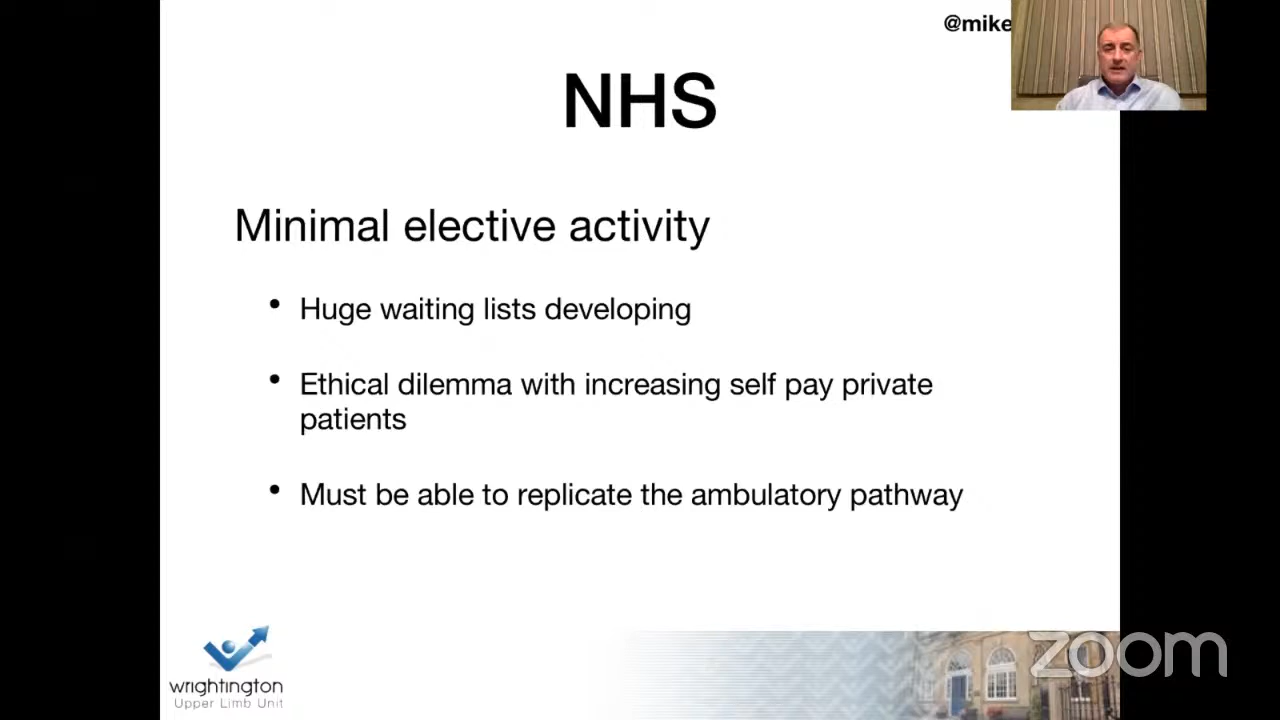 @mike
NHS
Minimal elective activity
• Huge waiting lists developing
• Ethical dilemma with increasing self pay private
patients
• Must be able to replicate the ambulatory pathway
wrightington
Upper Limb Unit
zoom